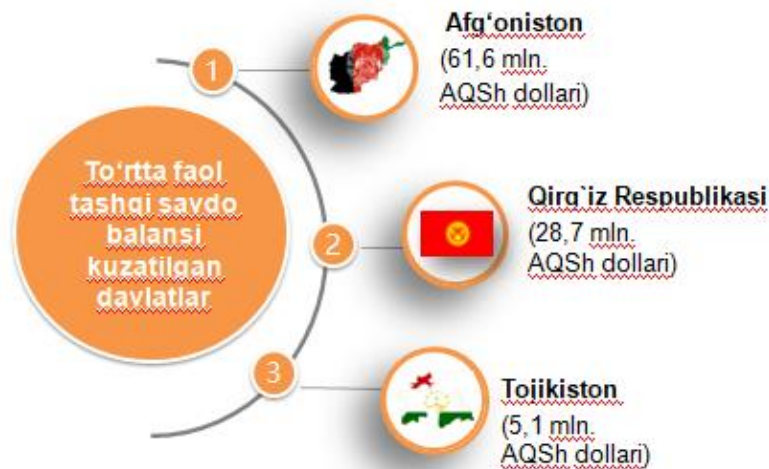 To‘rtta faol
tashqi savdo
balansi
kuzatilgan
davlatlar
1
Afg‘oniston
(61,6 mln.
AQSh dollari)
2
Qirg`iz Respublikasi
(28,7 mln.
AQSh dollari)
3
Tojikiston
(5,1 mln.
AQSh dollari)